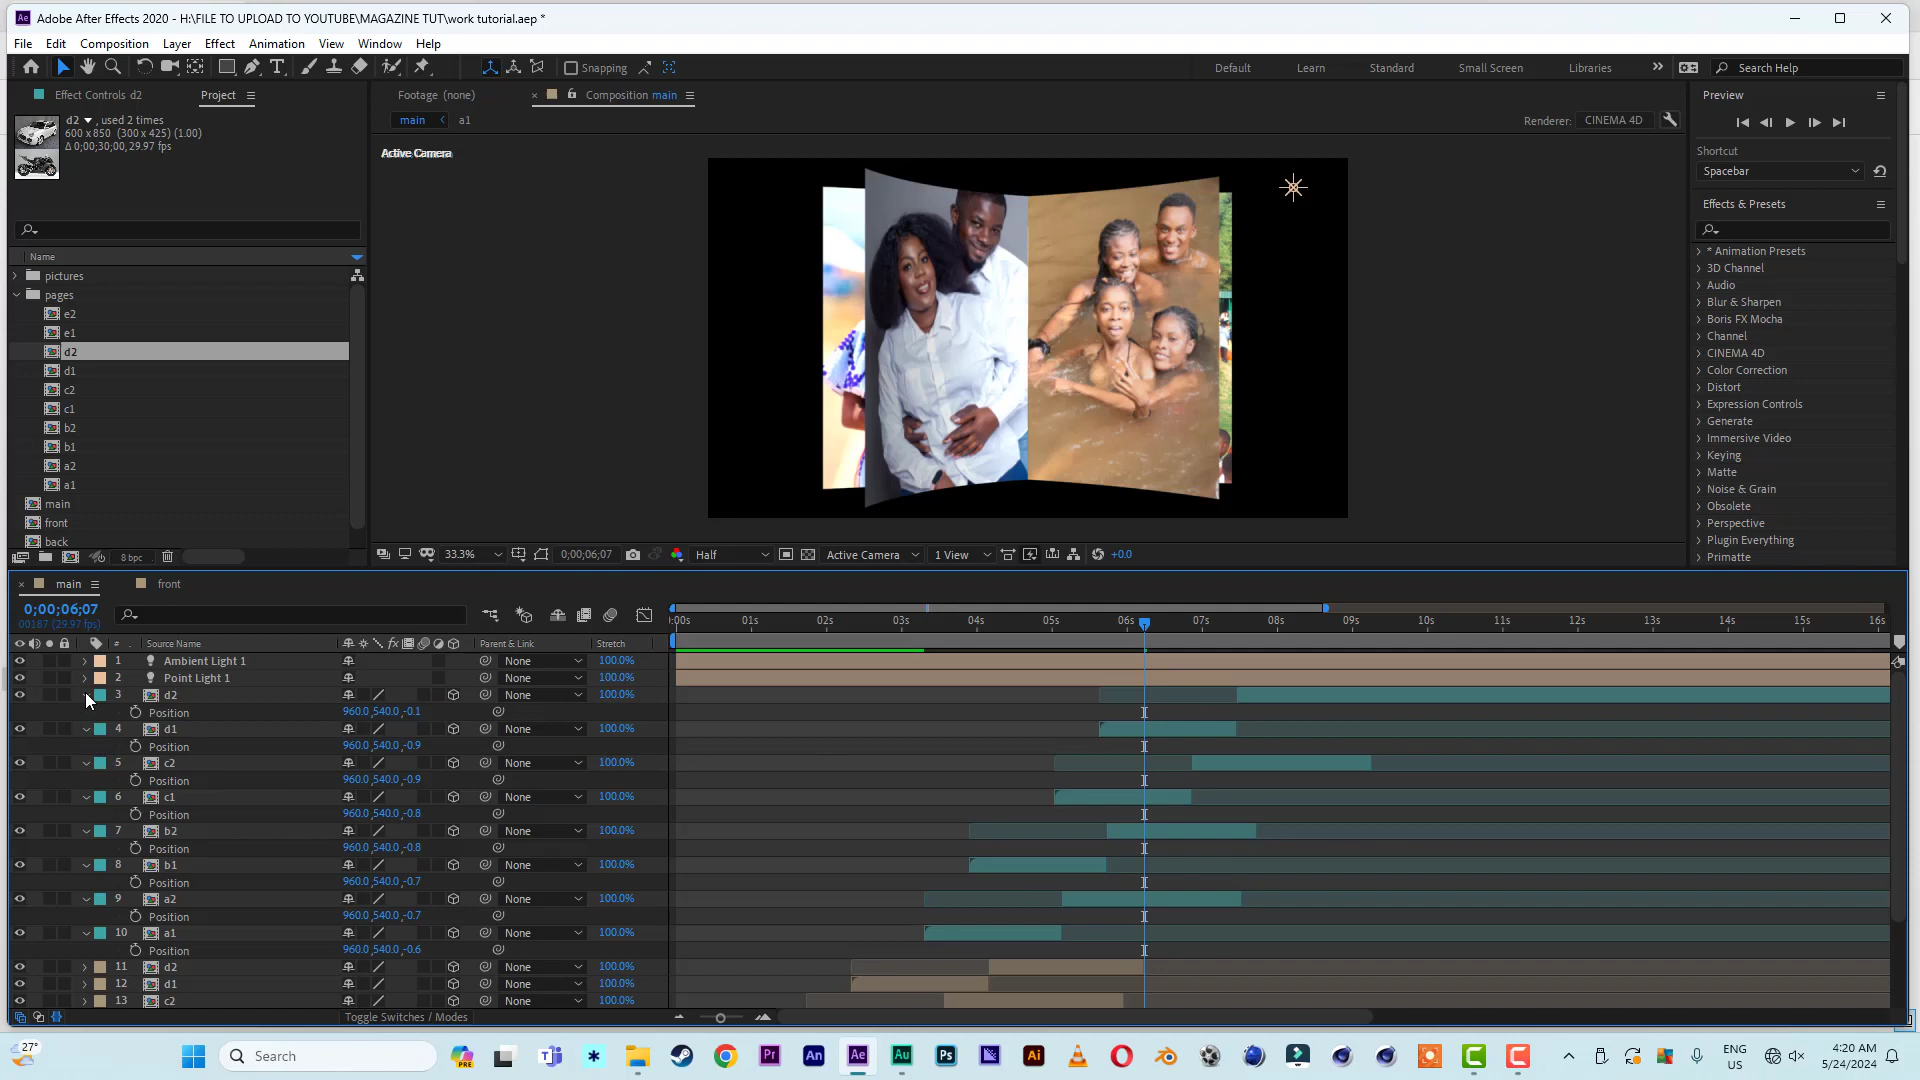 Adobe After Effects 2020 - H:\FILE TO UPLOAD TO YOUTUBE\MAGAZINE TUT\work tutorial.aep *
File Edit Composition Layer Effect Animation View Window Help
Snapping Default Learn Standard Small Screen Libraries Search Help
Effect Controls d2 Project Footage (none) Composition main Preview
d2 , used 2 times
600 x 850 (300 x 425) (1.00)
Δ 0;00;30;00, 29.97 fps
main a1 Renderer: CINEMA 4D
Active Camera
Shortcut
Spacebar
Effects & Presets
Name
pictures
pages
e2
e1
d2
d1
c2
c1
b2
b1
a2
a1
main
front
back
8 bpc
* Animation Presets
3D Channel
Audio
Blur & Sharpen
Boris FX Mocha
Channel
CINEMA 4D
Color Correction
Distort
Expression Controls
Generate
Immersive Video
Keying
Matte
Noise & Grain
Obsolete
Perspective
Plugin Everything
Primatte
33.3% 0;00;06;07 Half Active Camera 1 View +0.0
main front
0;00;06;07
00187 (29.97 fps)
:00s 01s 02s 03s 04s 05s 06s 07s 08s 09s 10s 11s 12s 13s 14s 15s 16s
# Source Name fx Parent & Link Stretch
1 Ambient Light 1 None 100.0%
2 Point Light 1 None 100.0%
3 d2 None 100.0%
Position 960.0,540.0,-0.1
4 d1 None 100.0%
Position 960.0,540.0,-0.9
5 c2 None 100.0%
Position 960.0,540.0,-0.9
6 c1 None 100.0%
Position 960.0,540.0,-0.8
7 b2 None 100.0%
Position 960.0,540.0,-0.8
8 b1 None 100.0%
Position 960.0,540.0,-0.7
9 a2 None 100.0%
Position 960.0,540.0,-0.7
10 a1 None 100.0%
Position 960.0,540.0,-0.6
11 d2 None 100.0%
12 d1 None 100.0%
13 c2 None 100.0%
Toggle Switches / Modes
27°
Search
PRE
Pr An Ae Au Ps Ai
ENG
US
4:20 AM
5/24/2024